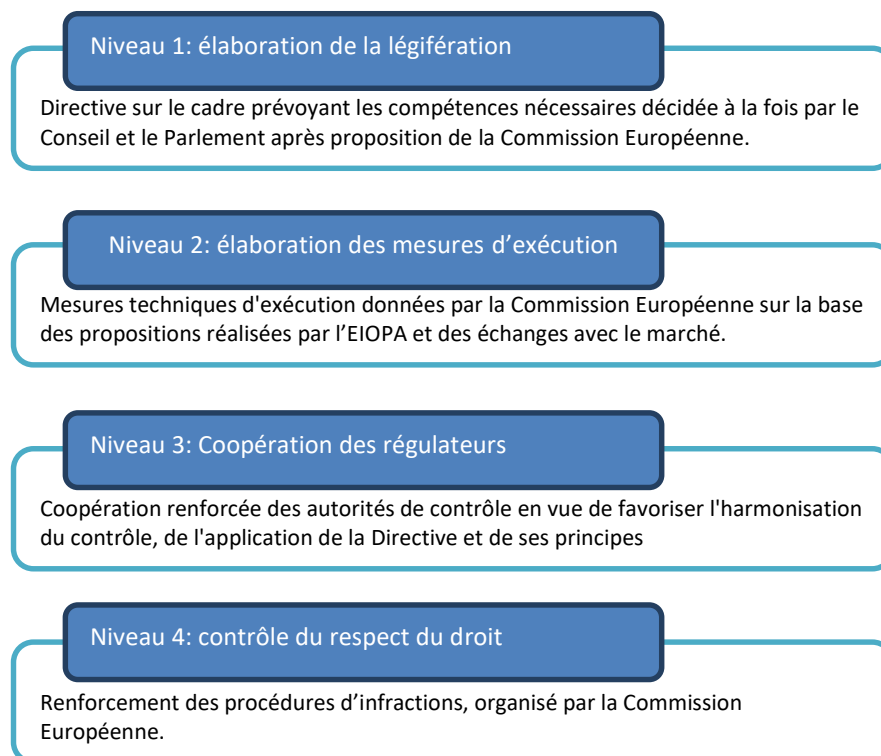 Niveau 1: élaboration de la légifération
Directive sur le cadre prévoyant les compétences nécessaires décidée à la fois par le
Conseil et le Parlement après proposition de la Commission Européenne.
Niveau 2: élaboration des mesures d’exécution
Mesures techniques d'exécution données par la Commission Européenne sur la base
des propositions réalisées par l’EIOPA et des échanges avec le marché.
Niveau 3: Coopération des régulateurs
Coopération renforcée des autorités de contrôle en vue de favoriser l'harmonisation
du contrôle, de l'application de la Directive et de ses principes
Niveau 4: contrôle du respect du droit
Renforcement des procédures d’infractions, organisé par la Commission
Européenne.